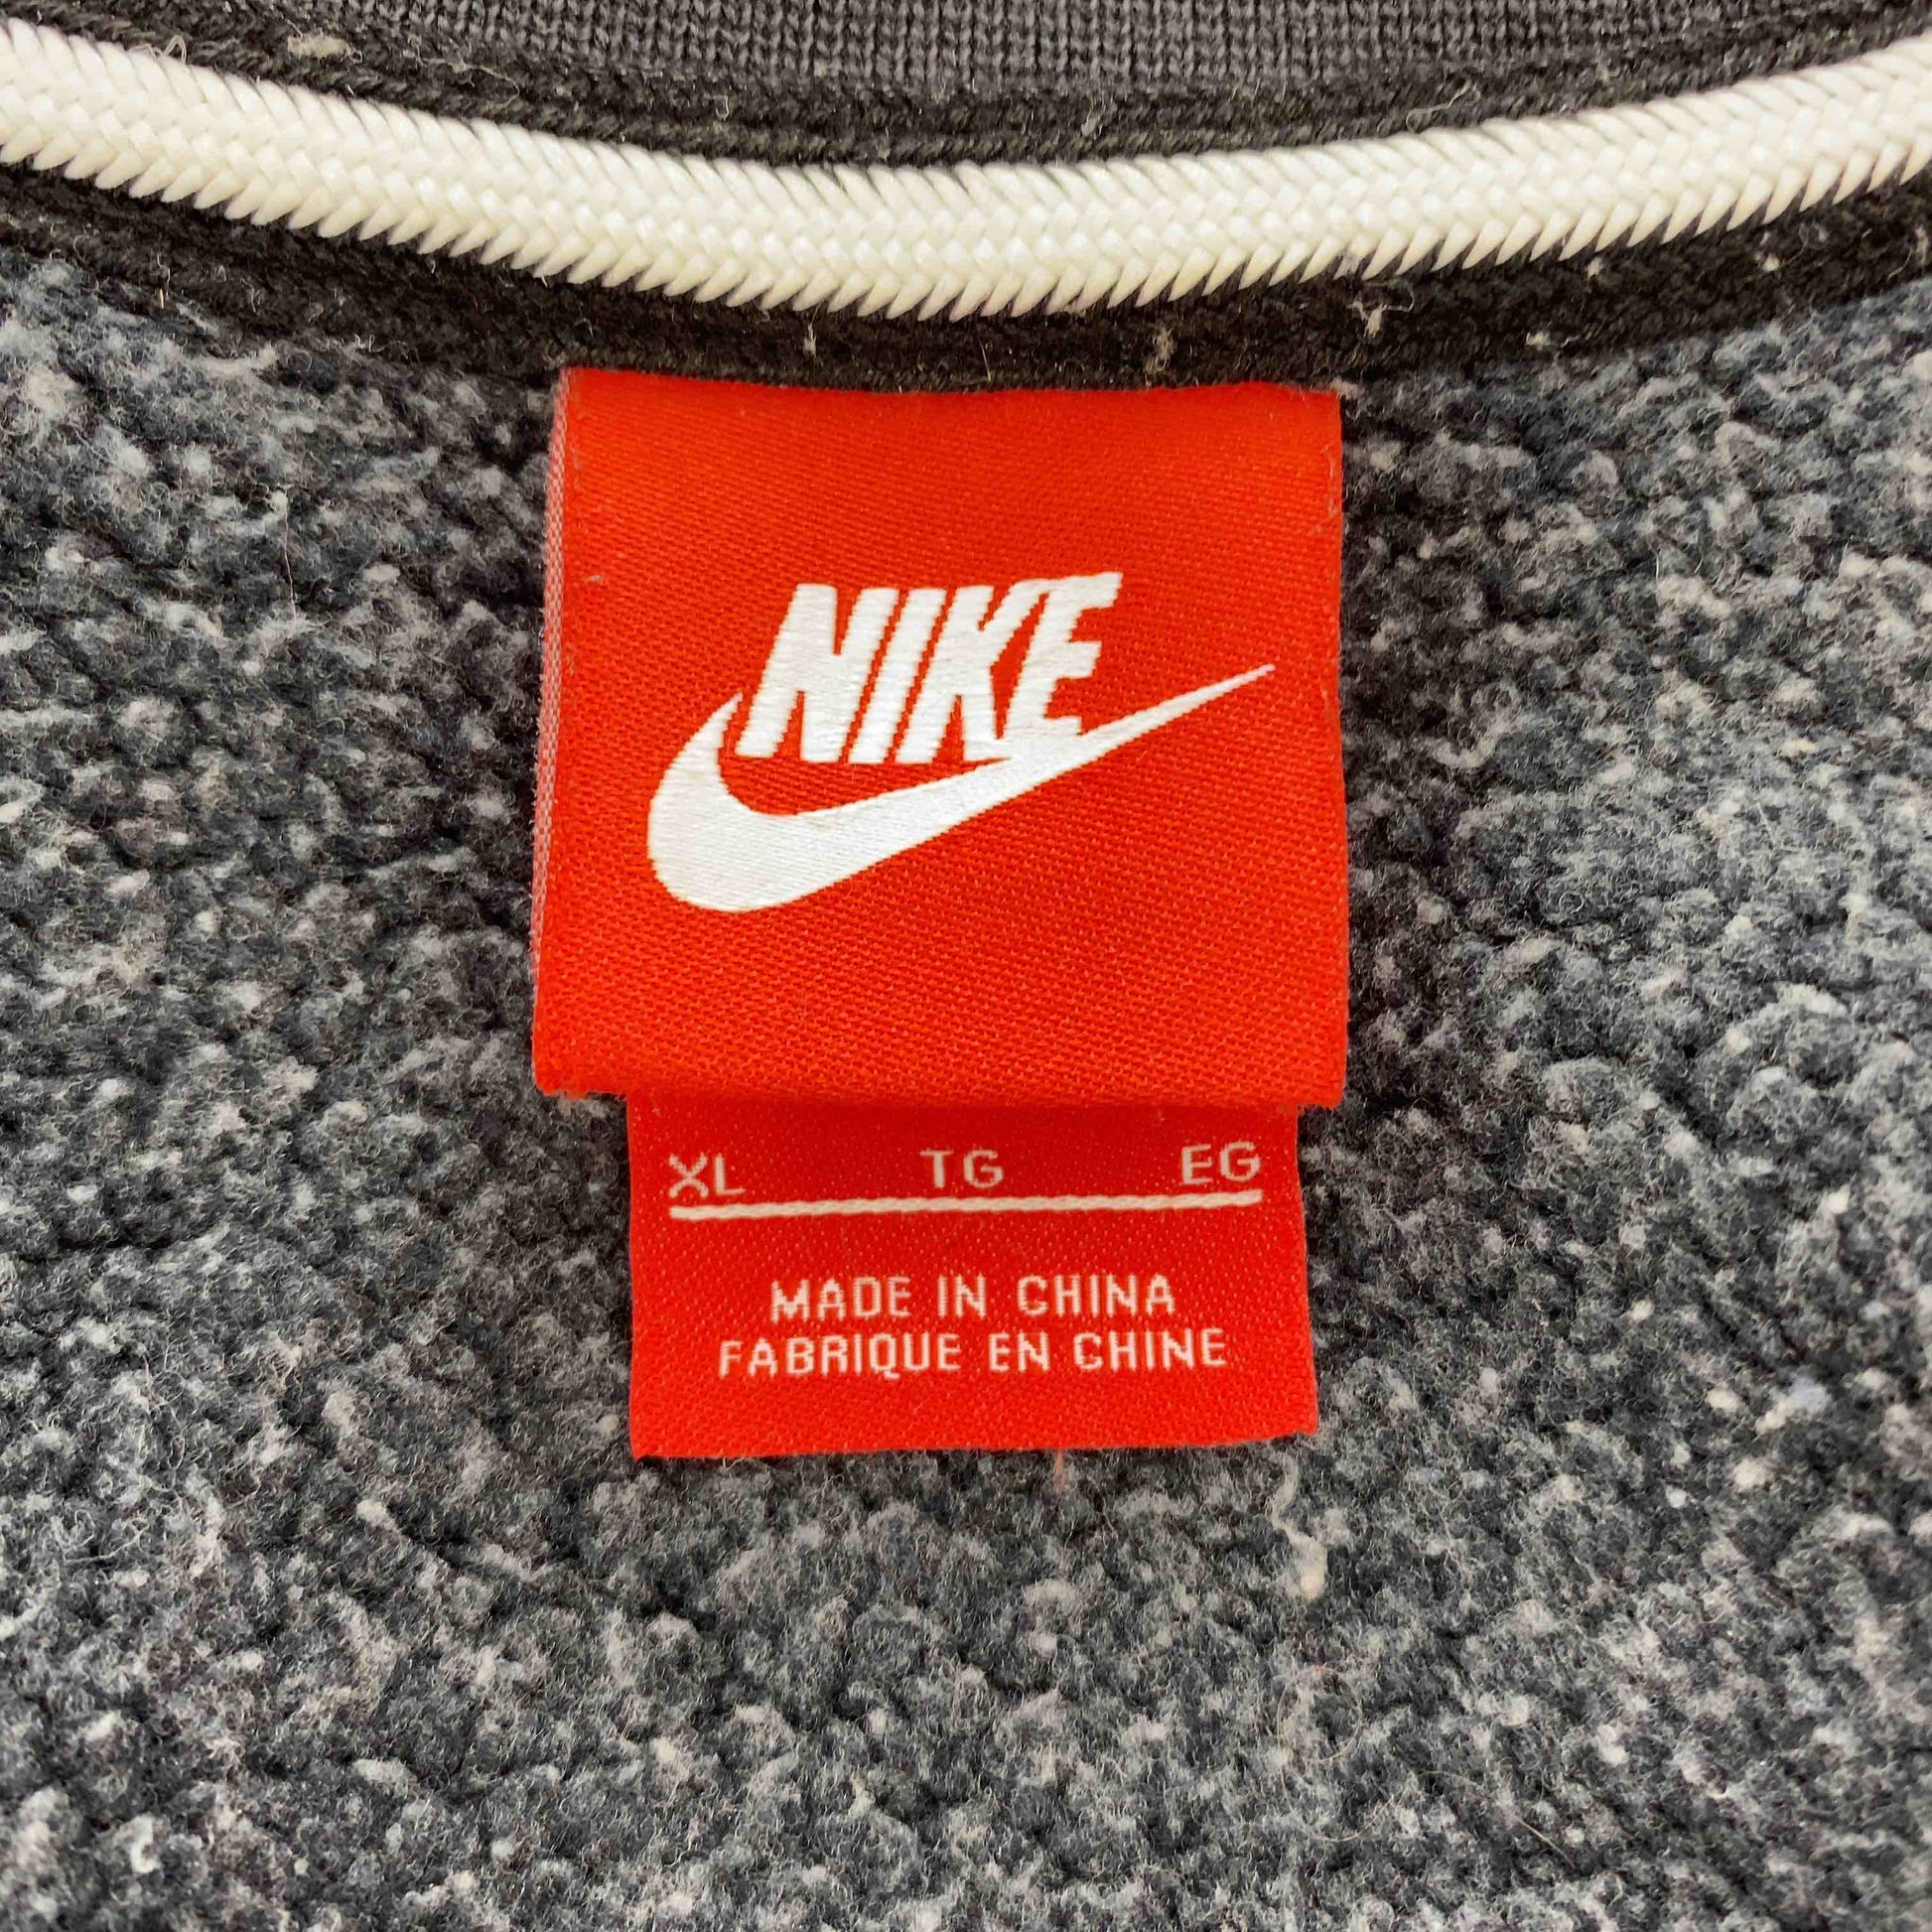 NIKE
XL TG EG
MADE IN CHINA
FABRIQUE EN CHINE